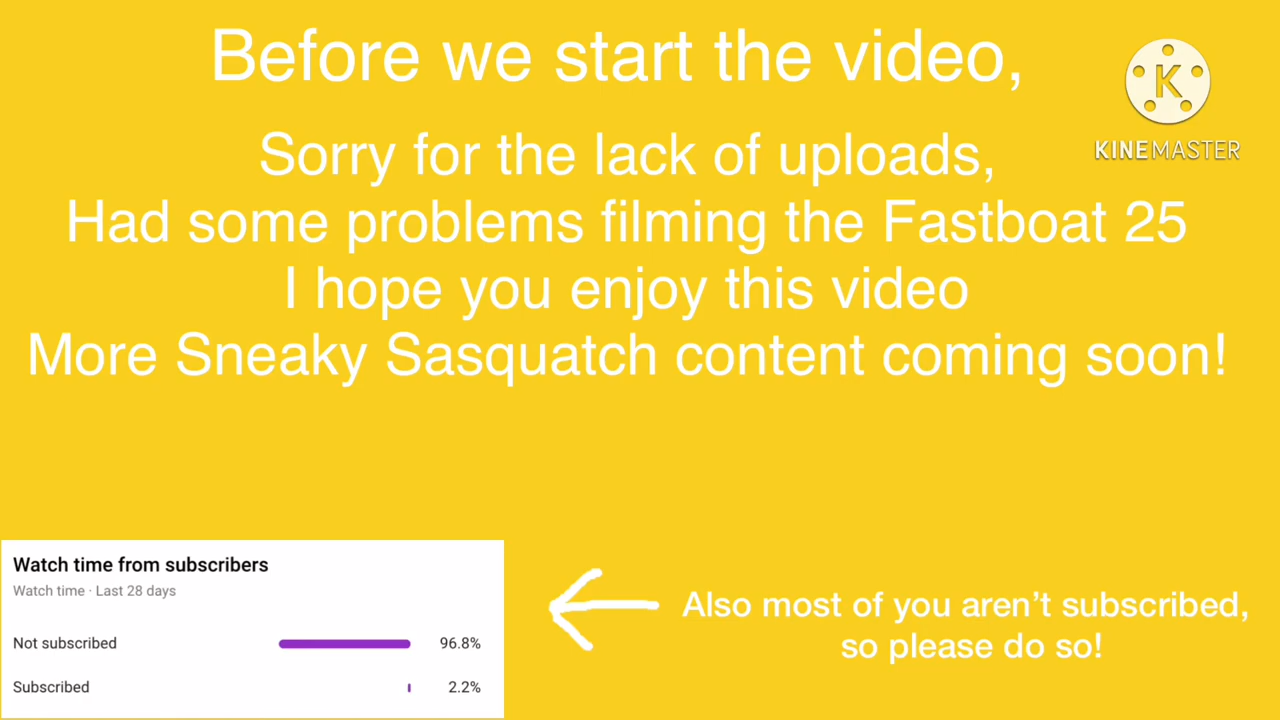 Before we start the video,
K
KINEMASTER
Sorry for the lack of uploads,
Had some problems filming the Fastboat 25
I hope you enjoy this video
More Sneaky Sasquatch content coming soon!
Watch time from subscribers
Watch time · Last 28 days
Not subscribed 96.8%
Subscribed 2.2%
Also most of you aren't subscribed,
so please do so!